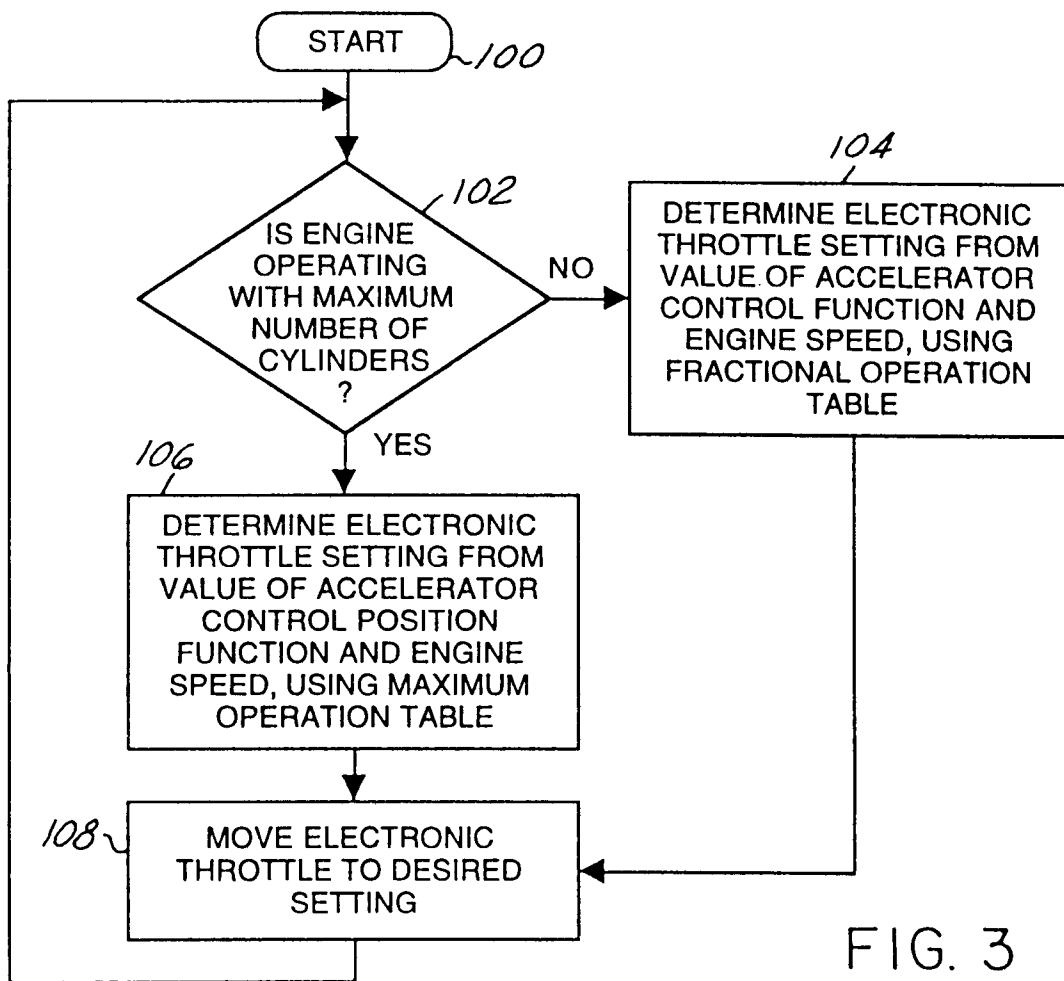 START
100
102
IS ENGINE
OPERATING
WITH MAXIMUM
NUMBER OF
CYLINDERS
?
NO
YES
104
DETERMINE ELECTRONIC
THROTTLE SETTING FROM
VALUE OF ACCELERATOR
CONTROL FUNCTION AND
ENGINE SPEED, USING
FRACTIONAL OPERATION
TABLE
106
DETERMINE ELECTRONIC
THROTTLE SETTING FROM
VALUE OF ACCELERATOR
CONTROL POSITION
FUNCTION AND ENGINE
SPEED, USING MAXIMUM
OPERATION TABLE
108
MOVE ELECTRONIC
THROTTLE TO DESIRED
SETTING
FIG. 3